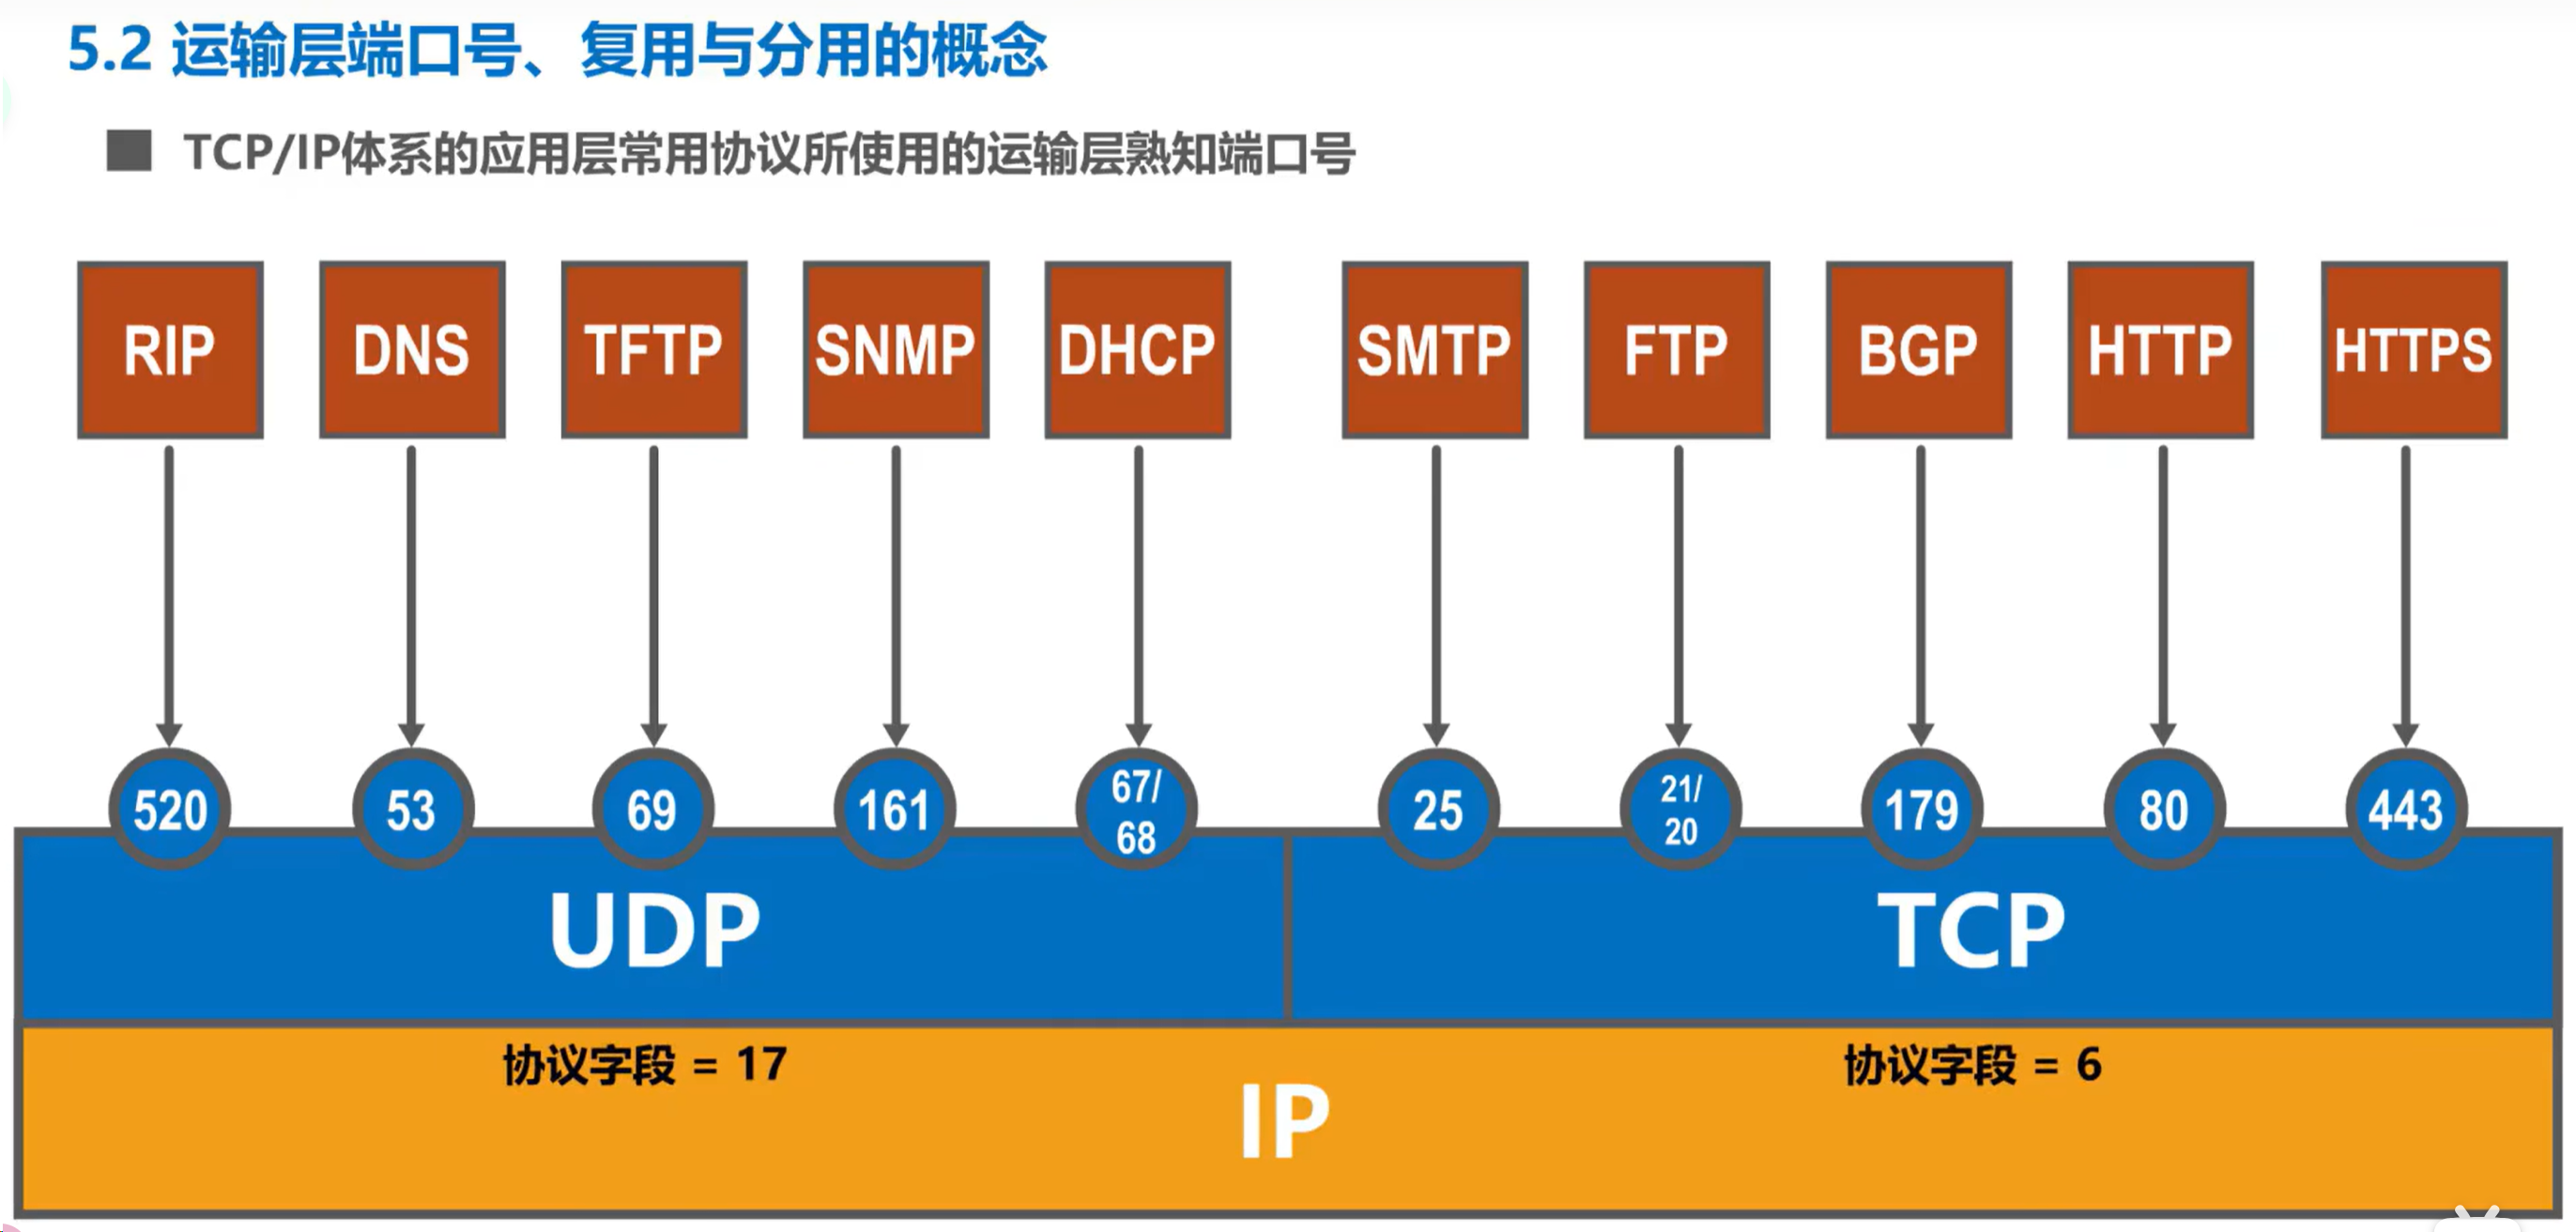 5.2 运输层端口号、复用与分用的概念
TCP/IP体系的应用层常用协议所使用的运输层熟知端口号
RIP DNS TFTP SNMP DHCP SMTP FTP BGP HTTP HTTPS
520 53 69 161 67/ 25 21/ 179 80 443
68 20
UDP TCP
协议字段 = 17 协议字段 = 6
IP